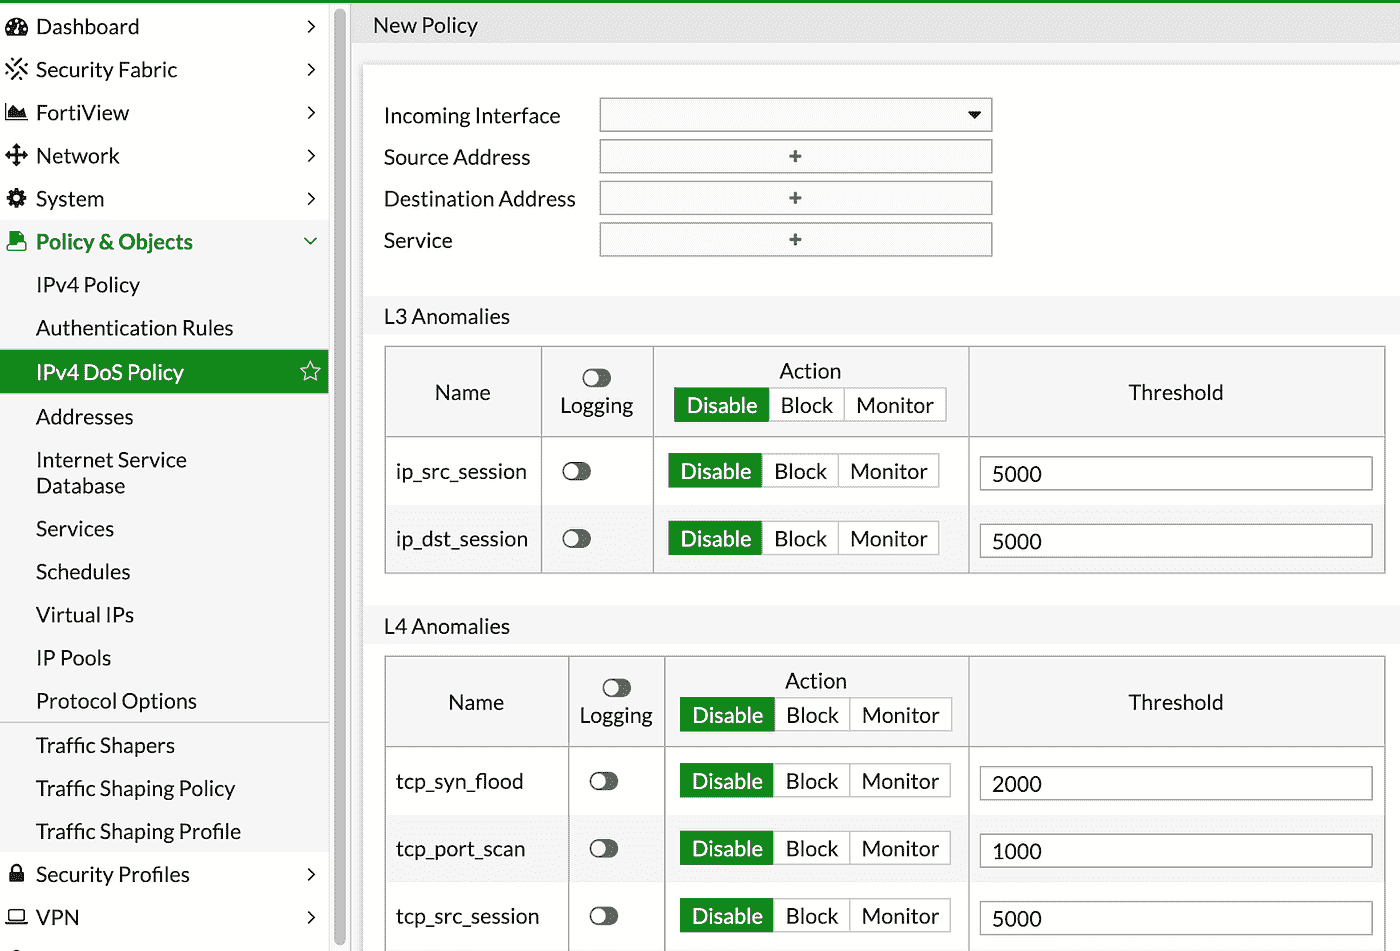 Dashboard
Security Fabric
FortiView
Network
System
Policy & Objects
IPv4 Policy
Authentication Rules
IPv4 DoS Policy
Addresses
Internet Service
Database
Services
Schedules
Virtual IPs
IP Pools
Protocol Options
Traffic Shapers
Traffic Shaping Policy
Traffic Shaping Profile
Security Profiles
VPN
New Policy
Incoming Interface
Source Address +
Destination Address +
Service +
L3 Anomalies
Name Logging Action Threshold
Disable Block Monitor
ip_src_session Disable Block Monitor 5000
ip_dst_session Disable Block Monitor 5000
L4 Anomalies
Name Logging Action Threshold
Disable Block Monitor
tcp_syn_flood Disable Block Monitor 2000
tcp_port_scan Disable Block Monitor 1000
tcp_src_session Disable Block Monitor 5000